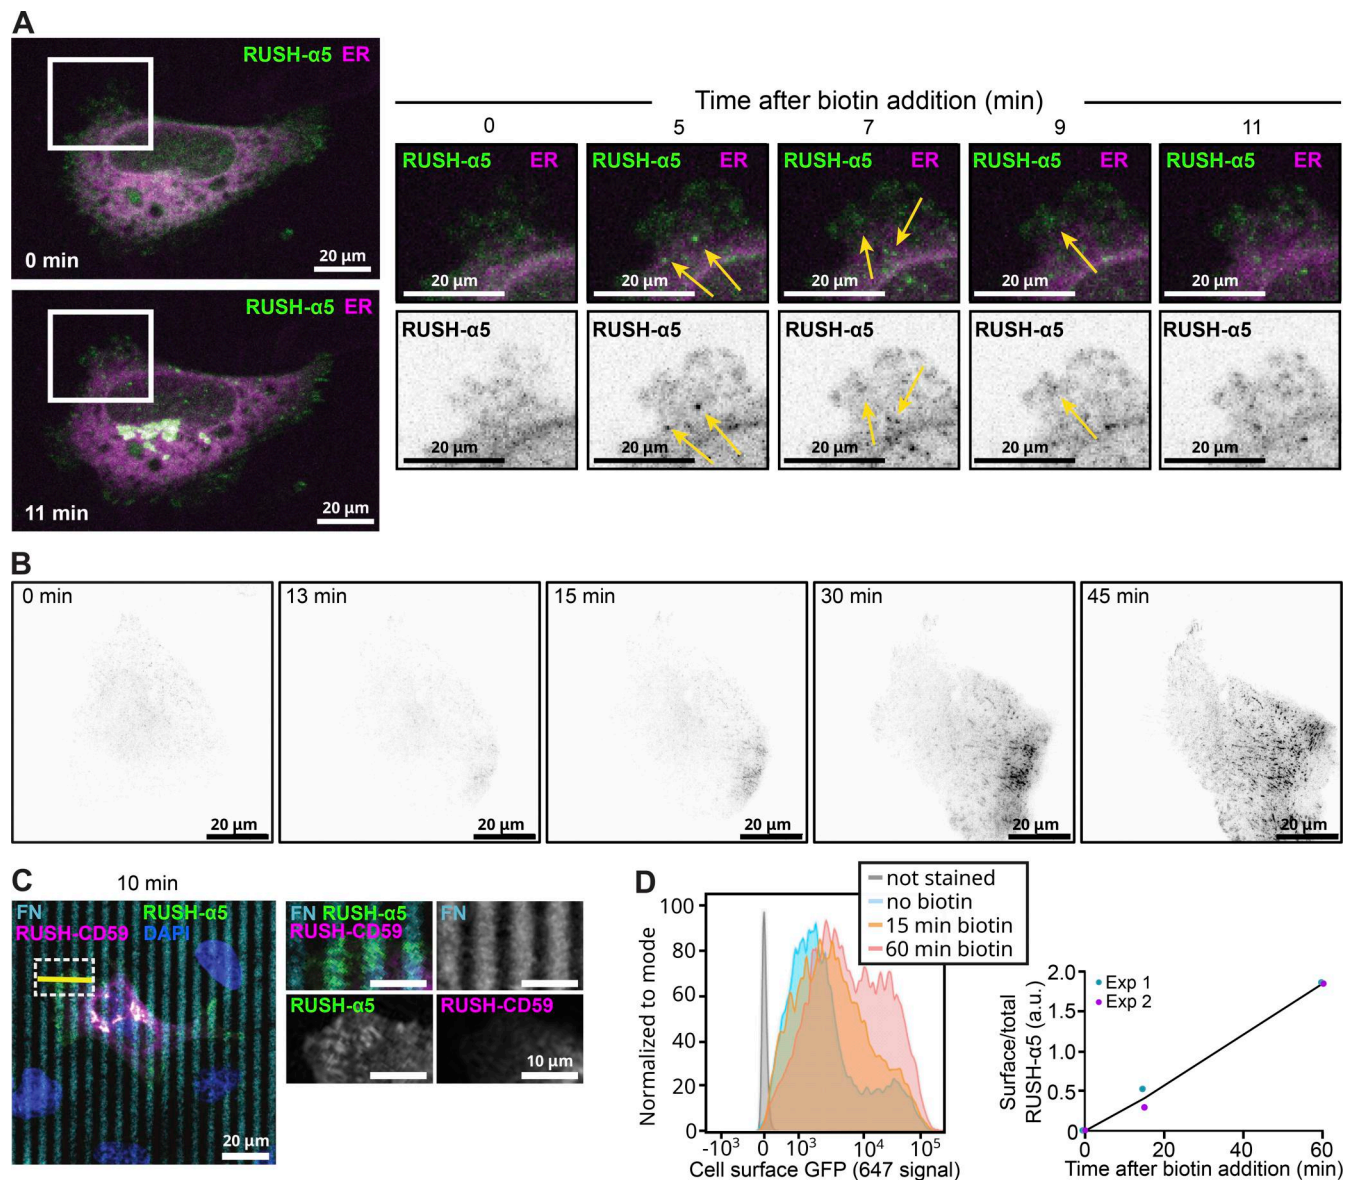 A
RUSH-α5 ER
0 min
20 µm
RUSH-α5 ER
11 min
20 µm
Time after biotin addition (min)
0 5 7 9 11
RUSH-α5 ER RUSH-α5 ER RUSH-α5 ER RUSH-α5 ER RUSH-α5 ER
20 µm 20 µm 20 µm 20 µm 20 µm
RUSH-α5 RUSH-α5 RUSH-α5 RUSH-α5 RUSH-α5
20 µm 20 µm 20 µm 20 µm 20 µm
B
0 min 13 min 15 min 30 min 45 min
20 µm 20 µm 20 µm 20 µm 20 µm
C
10 min
FN RUSH-α5
RUSH-CD59 DAPI
20 µm
FN RUSH-α5
RUSH-CD59
FN
RUSH-α5
RUSH-CD59
10 µm
D
not stained
no biotin
15 min biotin
60 min biotin
Normalized to mode
100
80
60
40
20
0
-10³ 0 10³ 10⁴ 10⁵
Cell surface GFP (647 signal)
Surface/total
RUSH-α5 (a.u.)
2.0
1.5
1.0
0.5
0
Exp 1
Exp 2
0 20 40 60
Time after biotin addition (min)